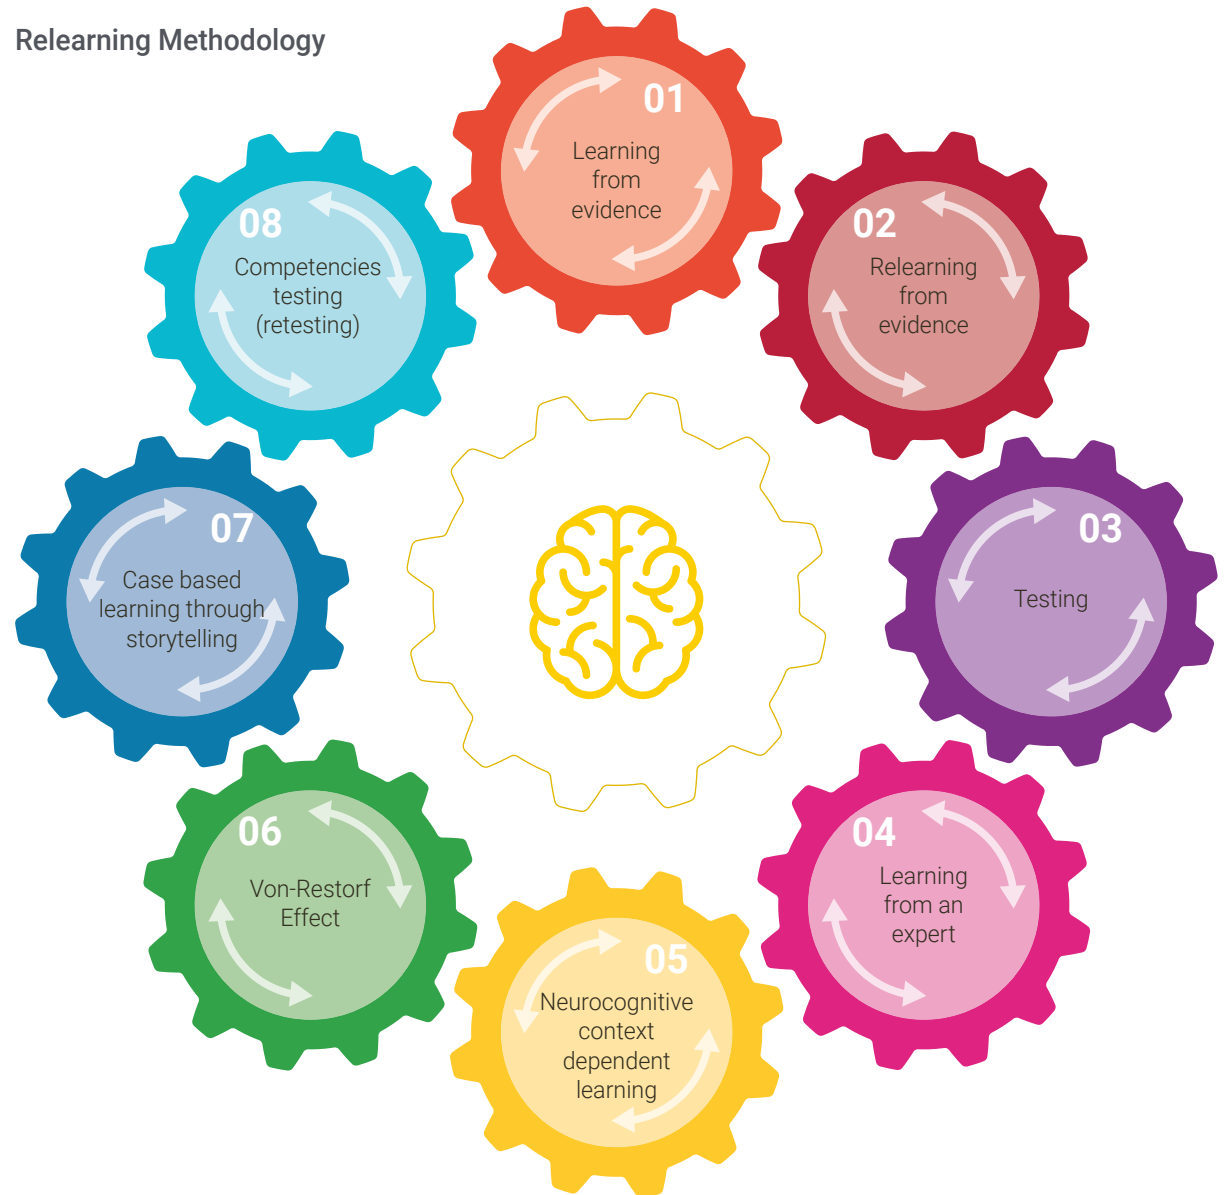 Relearning Methodology
01
Learning
from
evidence
02
Relearning
from
evidence
03
Testing
04
Learning
from an
expert
05
Neurocognitive
context
dependent
learning
06
Von-Restorf
Effect
07
Case based
learning through
storytelling
08
Competencies
testing
(retesting)